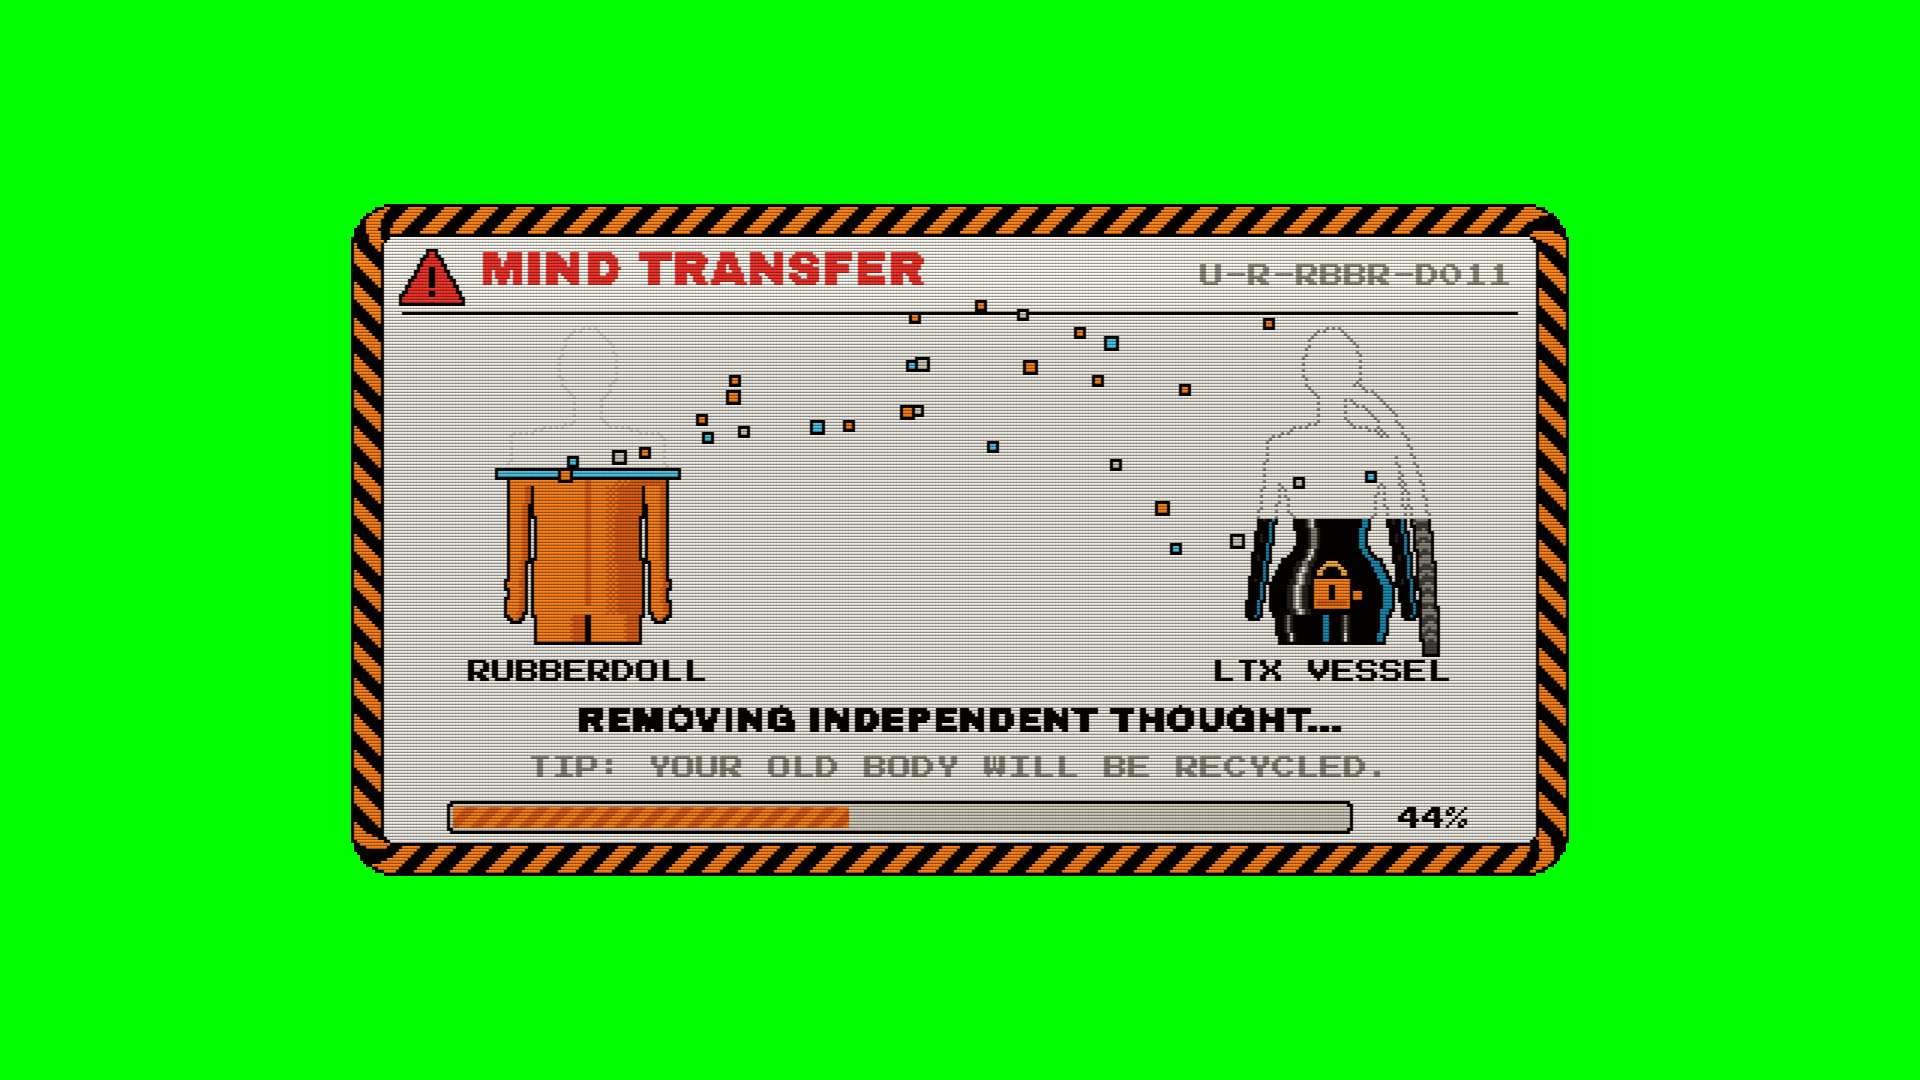 !
MIND TRANSFER
U-R-RBBR-D011
RUBBERDOLL
LTX VESSEL
REMOVING INDEPENDENT THOUGHT...
TIP: YOUR OLD BODY WILL BE RECYCLED.
44%